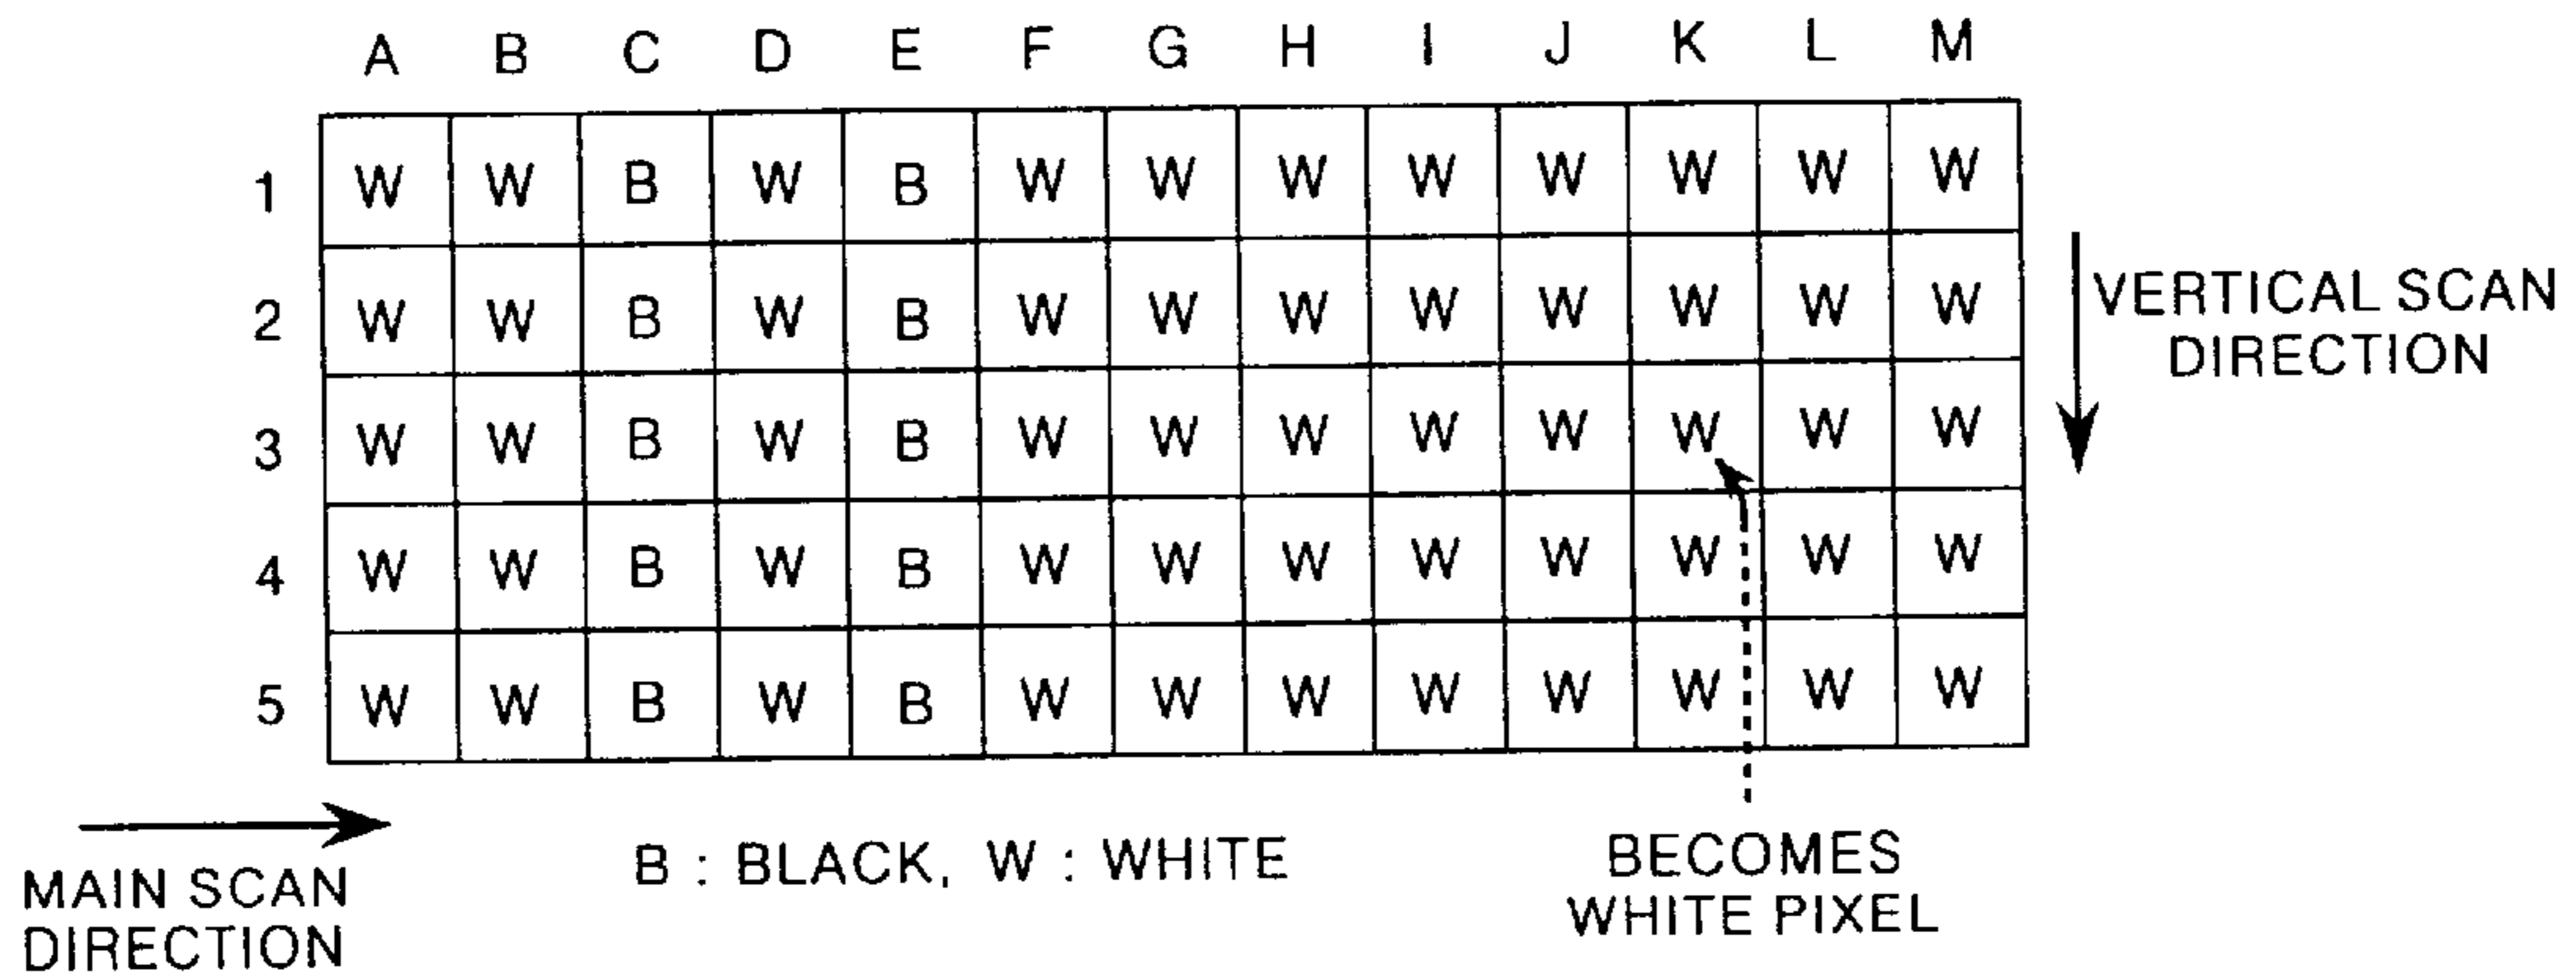 A B C D E F G H I J K L M
1 W W B W B W W W W W W W W
2 W W B W B W W W W W W W W
3 W W B W B W W W W W W W W
4 W W B W B W W W W W W W W
5 W W B W B W W W W W W W W
VERTICAL SCAN
DIRECTION
MAIN SCAN
DIRECTION
B : BLACK, W : WHITE
BECOMES
WHITE PIXEL